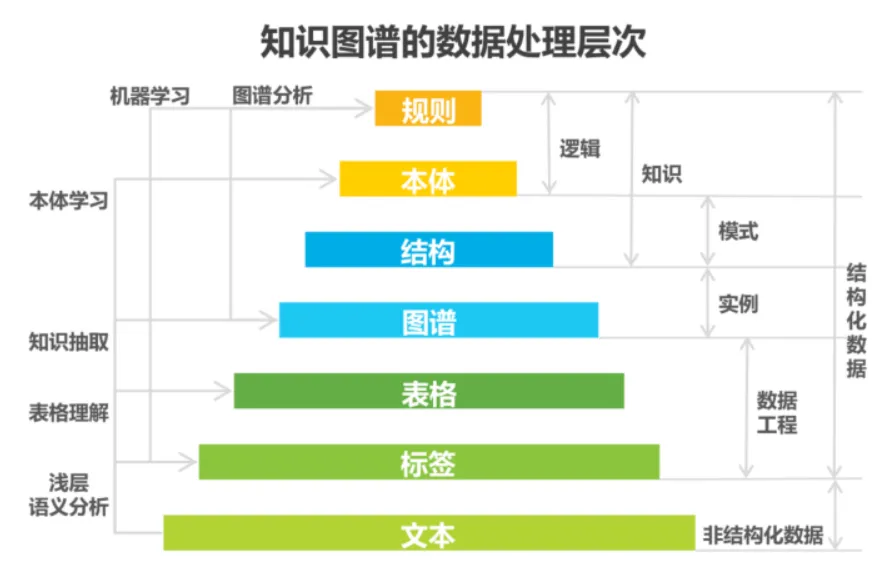 知识图谱的数据处理层次
机器学习
图谱分析
规则
逻辑
知识
本体
本体学习
模式
结构
结构化数据
实例
图谱
知识抽取
表格
表格理解
数据
工程
标签
浅层
语义分析
文本
非结构化数据